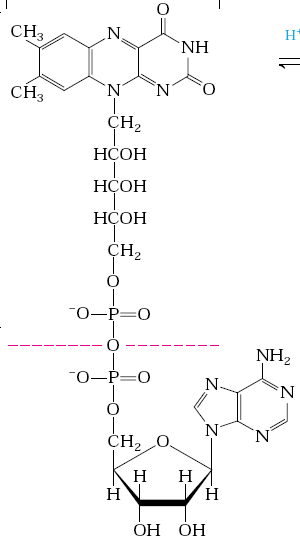 O
CH₃ N
NH
CH₃ N N O
H⁺
CH₂
HCOH
HCOH
HCOH
CH₂
O
⁻O—P=O
O
⁻O—P=O
O
NH₂
N N
CH₂ O N N
H H
H H
OH OH